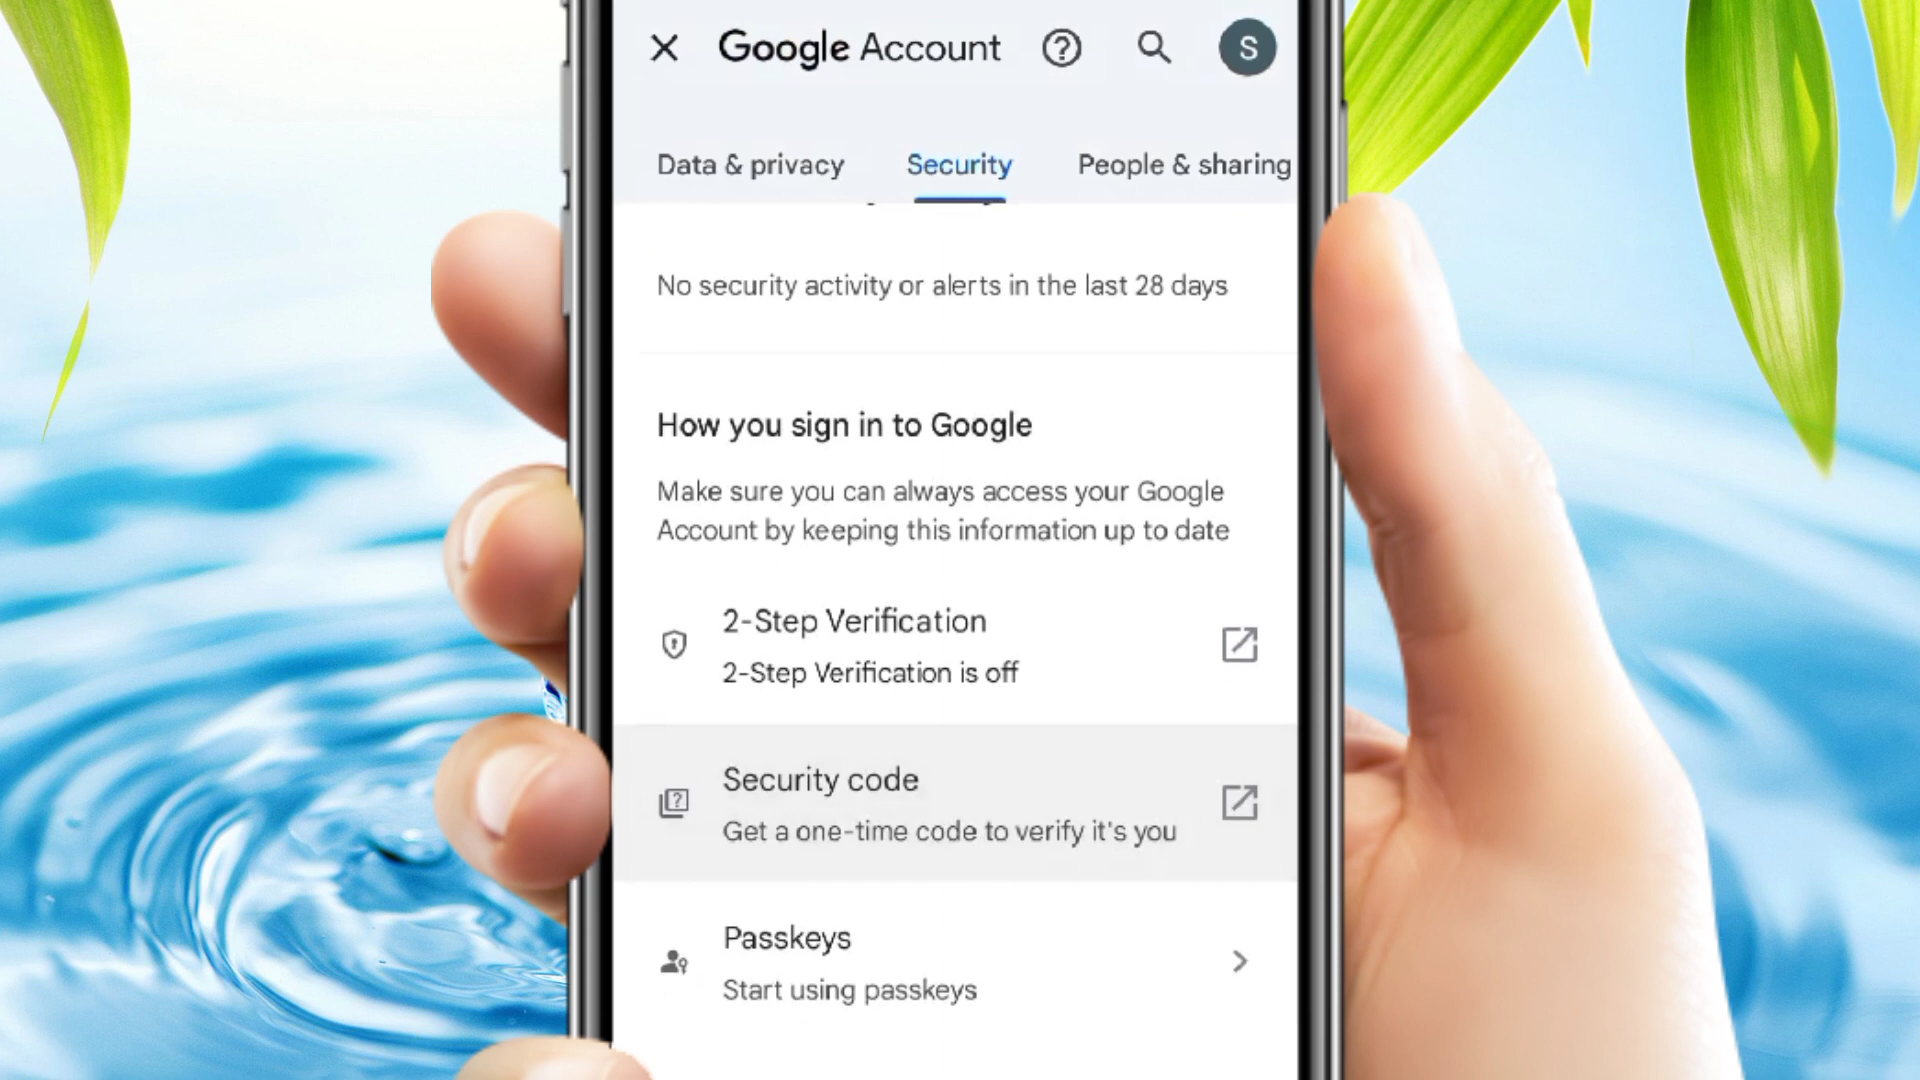 Google Account
S
Data & privacy Security People & sharing
No security activity or alerts in the last 28 days
How you sign in to Google
Make sure you can always access your Google
Account by keeping this information up to date
2-Step Verification
2-Step Verification is off
Security code
Get a one-time code to verify it's you
Passkeys
Start using passkeys